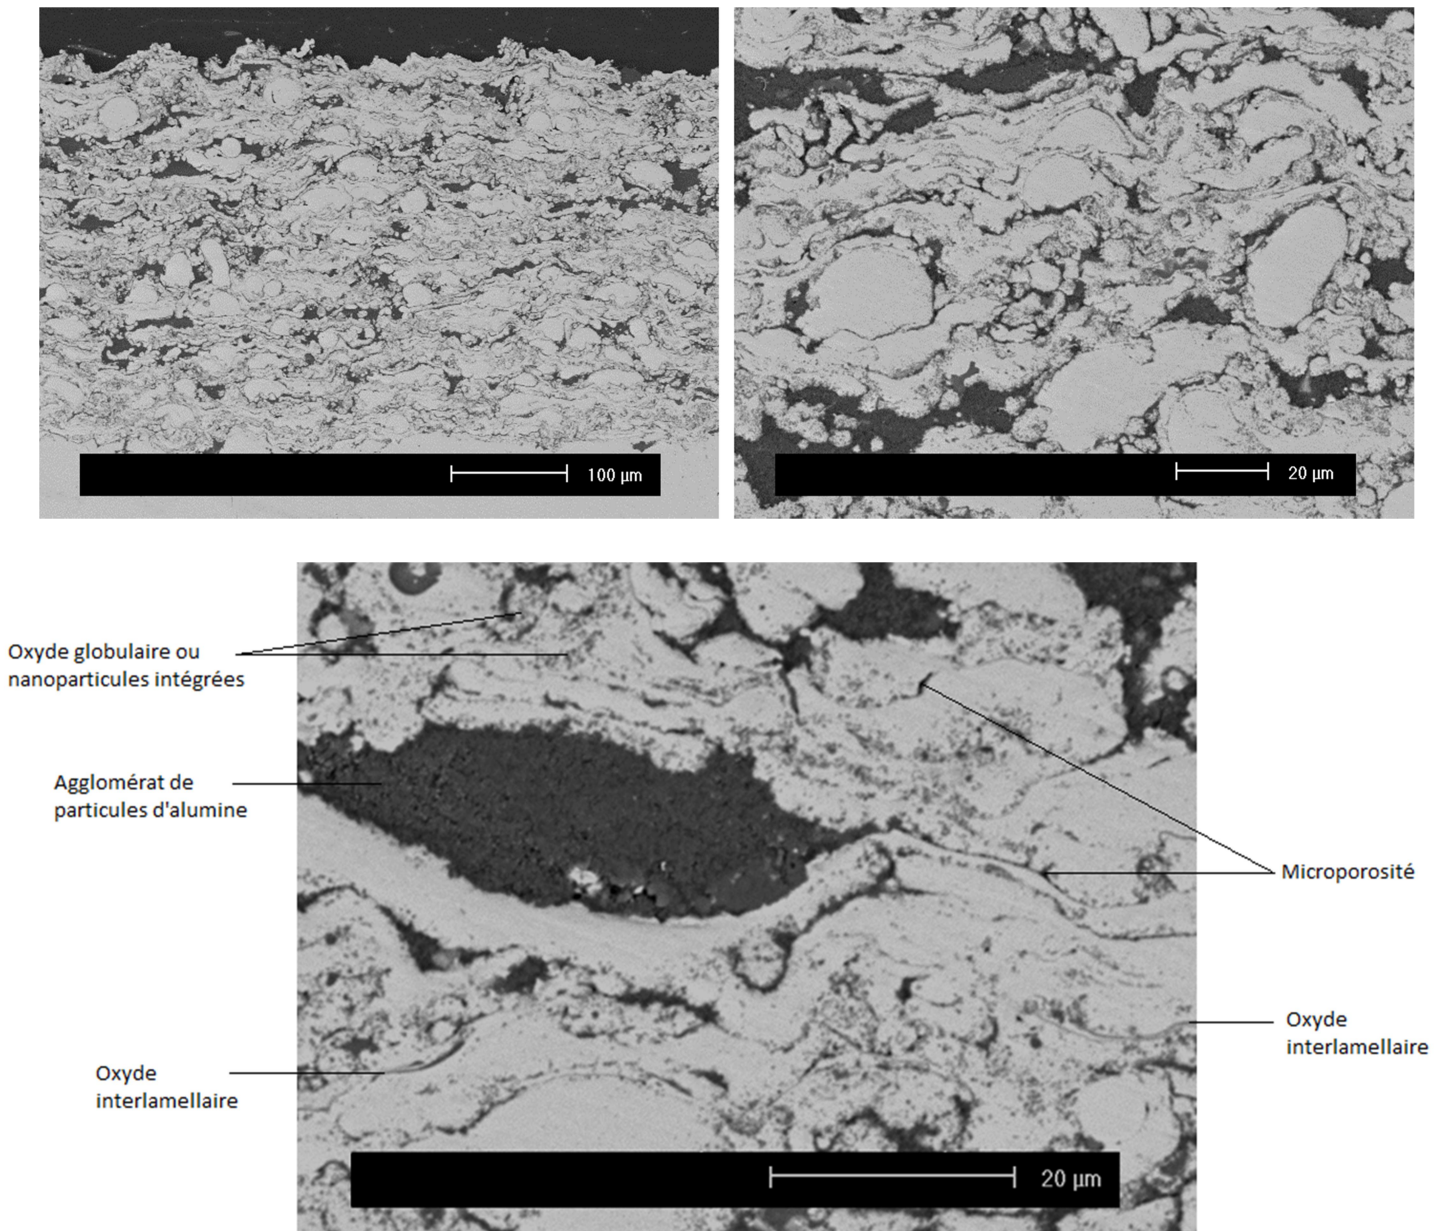 100 µm
20 µm
Oxyde globulaire ou
nanoparticules intégrées
Agglomérat de
particules d'alumine
Microporosité
Oxyde
interlamellaire
Oxyde
interlamellaire
20 µm